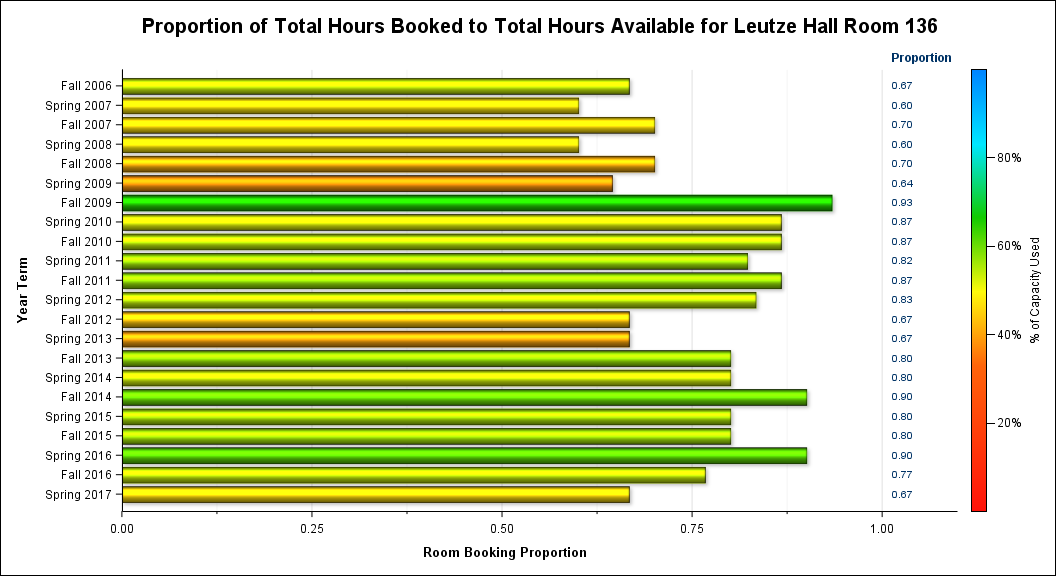 Proportion of Total Hours Booked to Total Hours Available for Leutze Hall Room 136
Proportion
Fall 2006 0.67
Spring 2007 0.60
Fall 2007 0.70
Spring 2008 0.60
Fall 2008 0.70
Spring 2009 0.64
Fall 2009 0.93
Spring 2010 0.87
Fall 2010 0.87
Spring 2011 0.82
Fall 2011 0.87
Spring 2012 0.83
Fall 2012 0.67
Spring 2013 0.67
Fall 2013 0.80
Spring 2014 0.80
Fall 2014 0.90
Spring 2015 0.80
Fall 2015 0.80
Spring 2016 0.90
Fall 2016 0.77
Spring 2017 0.67
Year Term
0.00 0.25 0.50 0.75 1.00
Room Booking Proportion
80%
60%
40%
20%
% of Capacity Used